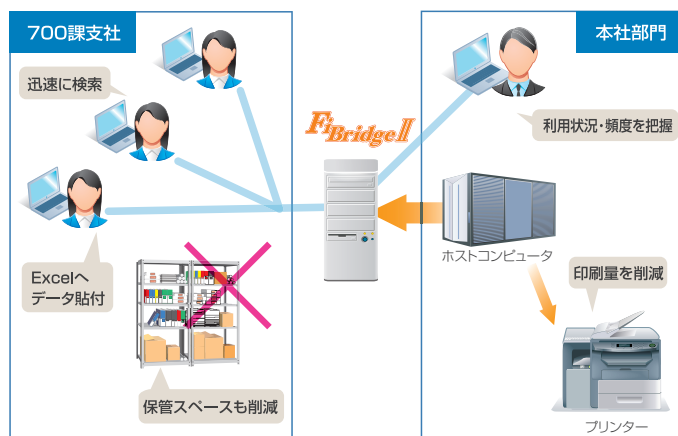 700課支社
本社部門
迅速に検索
FiBridgeⅡ
利用状況・頻度を把握
ホストコンピュータ
Excelへ
データ貼付
印刷量を削減
保管スペースも削減
プリンター